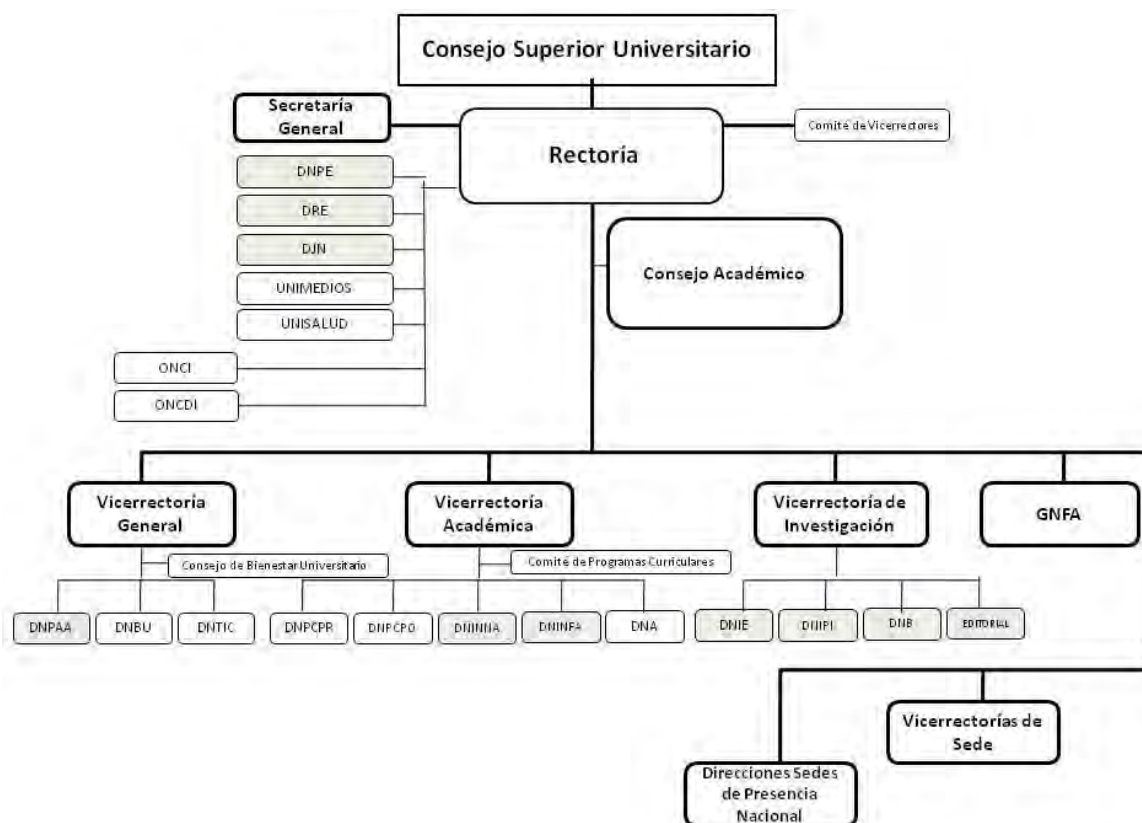 Consejo Superior Universitario
Secretaría
General
Rectoría
Comité de Vicerrectores
DNPE
DRE
DJN
UNIMEDIOS
UNISALUD
ONCI
ONCDI
Consejo Académico
Vicerrectoría
General
Vicerrectoría
Académica
Vicerrectoría de
Investigación
GNFA
Consejo de Bienestar Universitario
Comité de Programas Curriculares
DNPAA
DNBU
DNTIC
DNPCPR
DNPCPO
DNINNA
DNINFA
DNA
DNIE
DNIPI
DNB
EDITORIAL
Vicerrectorías de
Sede
Direcciones Sedes
de Presencia
Nacional